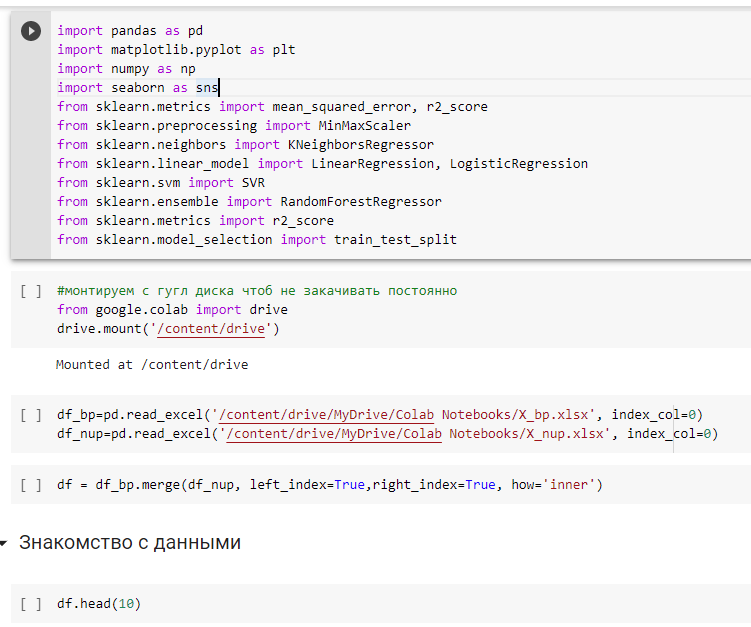 import pandas as pd
import matplotlib.pyplot as plt
import numpy as np
import seaborn as sns
from sklearn.metrics import mean_squared_error, r2_score
from sklearn.preprocessing import MinMaxScaler
from sklearn.neighbors import KNeighborsRegressor
from sklearn.linear_model import LinearRegression, LogisticRegression
from sklearn.svm import SVR
from sklearn.ensemble import RandomForestRegressor
from sklearn.metrics import r2_score
from sklearn.model_selection import train_test_split
[ ] #монтируем с гугл диска чтоб не закачивать постоянно
from google.colab import drive
drive.mount('/content/drive')
Mounted at /content/drive
[ ] df_bp=pd.read_excel('/content/drive/MyDrive/Colab Notebooks/X_bp.xlsx', index_col=0)
df_nup=pd.read_excel('/content/drive/MyDrive/Colab Notebooks/X_nup.xlsx', index_col=0)
[ ] df = df_bp.merge(df_nup, left_index=True,right_index=True, how='inner')
Знакомство с данными
[ ] df.head(10)